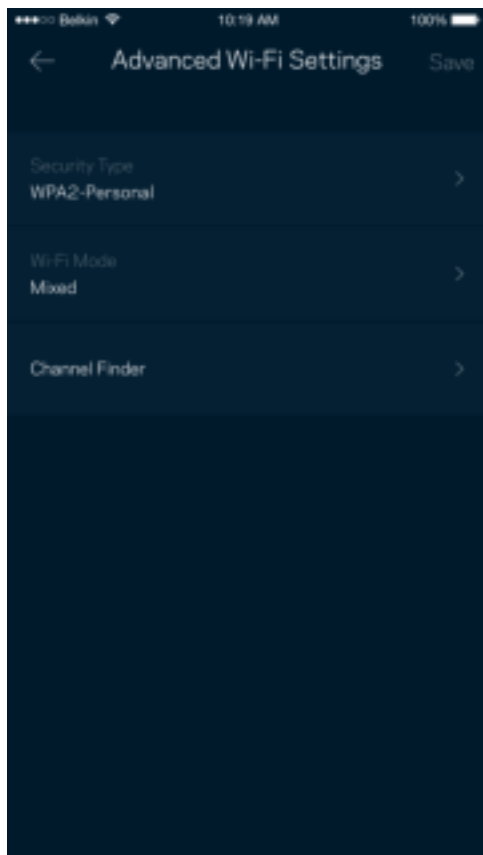 Belkin 10:19 AM 100%
Advanced Wi-Fi Settings Save
Security Type
WPA2-Personal
Wi-Fi Mode
Mixed
Channel Finder